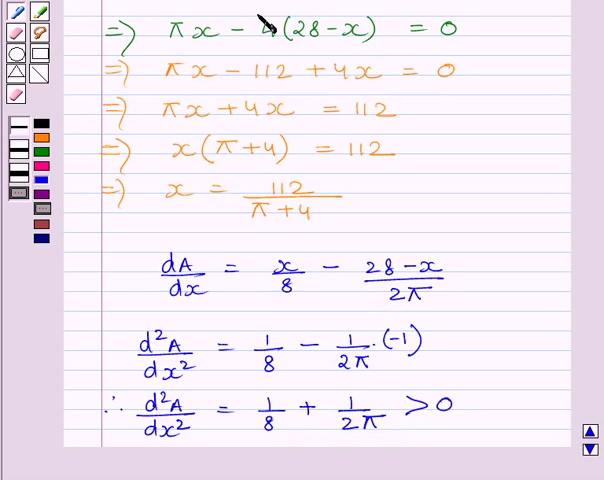 ⇒ πx − 4(28−x) = 0
⇒ πx − 112 + 4x = 0
⇒ πx + 4x = 112
⇒ x(π+4) = 112
⇒ x = 112/(π+4)
dA/dx = x/8 − (28−x)/2π
d²A/dx² = 1/8 − 1/2π · (−1)
∴ d²A/dx² = 1/8 + 1/2π > 0